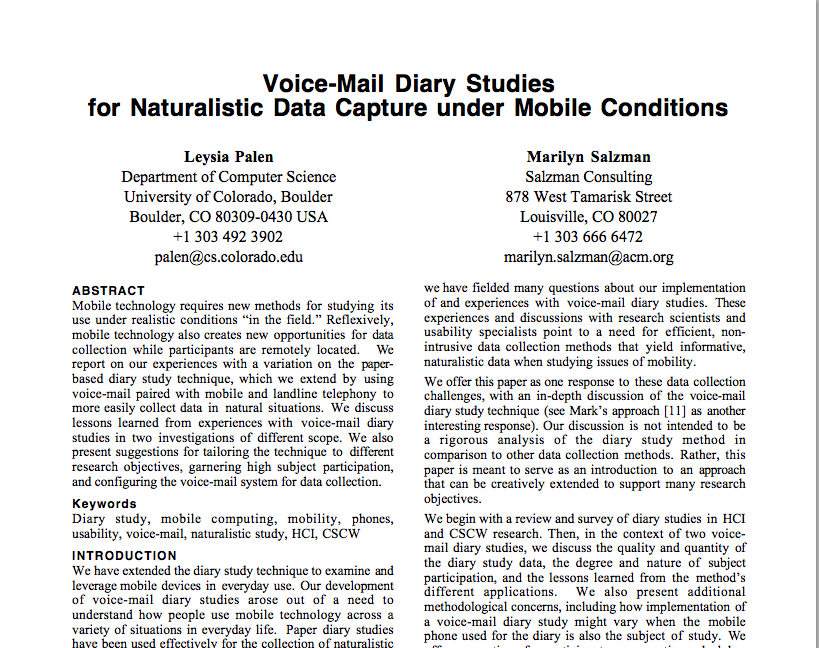 Voice-Mail Diary Studies
for Naturalistic Data Capture under Mobile Conditions
Leysia Palen
Department of Computer Science
University of Colorado, Boulder
Boulder, CO 80309-0430 USA
+1 303 492 3902
palen@cs.colorado.edu
Marilyn Salzman
Salzman Consulting
878 West Tamarisk Street
Louisville, CO 80027
+1 303 666 6472
marilyn.salzman@acm.org
ABSTRACT
Mobile technology requires new methods for studying its
use under realistic conditions “in the field.” Reflexively,
mobile technology also creates new opportunities for data
collection while participants are remotely located. We
report on our experiences with a variation on the paper-
based diary study technique, which we extend by using
voice-mail paired with mobile and landline telephony to
more easily collect data in natural situations. We discuss
lessons learned from experiences with voice-mail diary
studies in two investigations of different scope. We also
present suggestions for tailoring the technique to different
research objectives, garnering high subject participation,
and configuring the voice-mail system for data collection.
Keywords
Diary study, mobile computing, mobility, phones,
usability, voice-mail, naturalistic study, HCI, CSCW
INTRODUCTION
We have extended the diary study technique to examine and
leverage mobile devices in everyday use. Our development
of voice-mail diary studies arose out of a need to
understand how people use mobile technology across a
variety of situations in everyday life. Paper diary studies
have been used effectively for the collection of naturalistic
we have fielded many questions about our implementation
of and experiences with voice-mail diary studies. These
experiences and discussions with research scientists and
usability specialists point to a need for efficient, non-
intrusive data collection methods that yield informative,
naturalistic data when studying issues of mobility.
We offer this paper as one response to these data collection
challenges, with an in-depth discussion of the voice-mail
diary study technique (see Mark’s approach [11] as another
interesting response). Our discussion is not intended to be
a rigorous analysis of the diary study method in
comparison to other data collection methods. Rather, this
paper is meant to serve as an introduction to an approach
that can be creatively extended to support many research
objectives.
We begin with a review and survey of diary studies in HCI
and CSCW research. Then, in the context of two voice-
mail diary studies, we discuss the quality and quantity of
the diary study data, the degree and nature of subject
participation, and the lessons learned from the method’s
different applications. We also present additional
methodological concerns, including how implementation of
a voice-mail diary study might vary when the mobile
phone used for the diary is also the subject of study. We